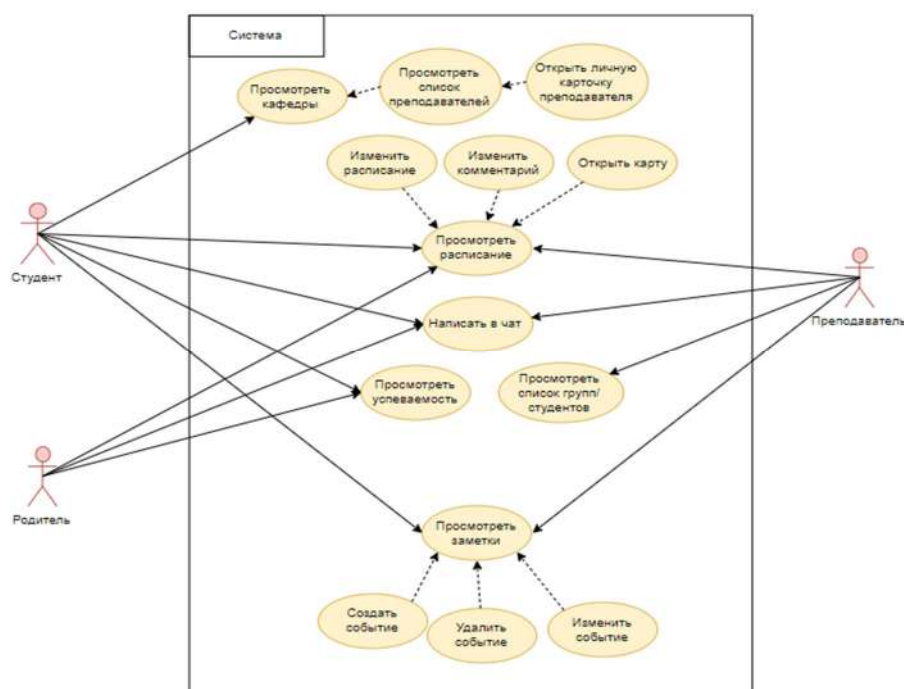 Система
Просмотреть
кафедры
Просмотреть
список
преподавателей
Открыть личную
карточку
преподавателя
Изменить
расписание
Изменить
комментарий
Открыть карту
Студент
Просмотреть
расписание
Преподаватель
Написать в чат
Просмотреть
успеваемость
Просмотреть
список групп/
студентов
Родитель
Просмотреть
заметки
Создать
событие
Удалить
событие
Изменить
событие